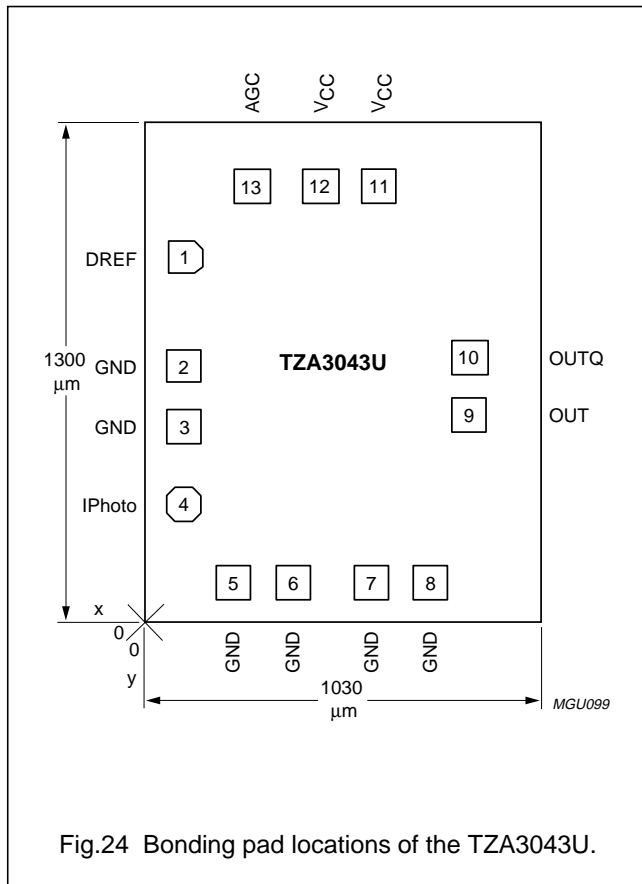 AGC
VCC
VCC
13
12
11
DREF
1
1300
µm
GND
2
TZA3043U
10
OUTQ
GND
3
9
OUT
IPhoto
4
5
6
7
8
x
0
0
y
GND
GND
GND
GND
1030
µm
MGU099
Fig.24 Bonding pad locations of the TZA3043U.